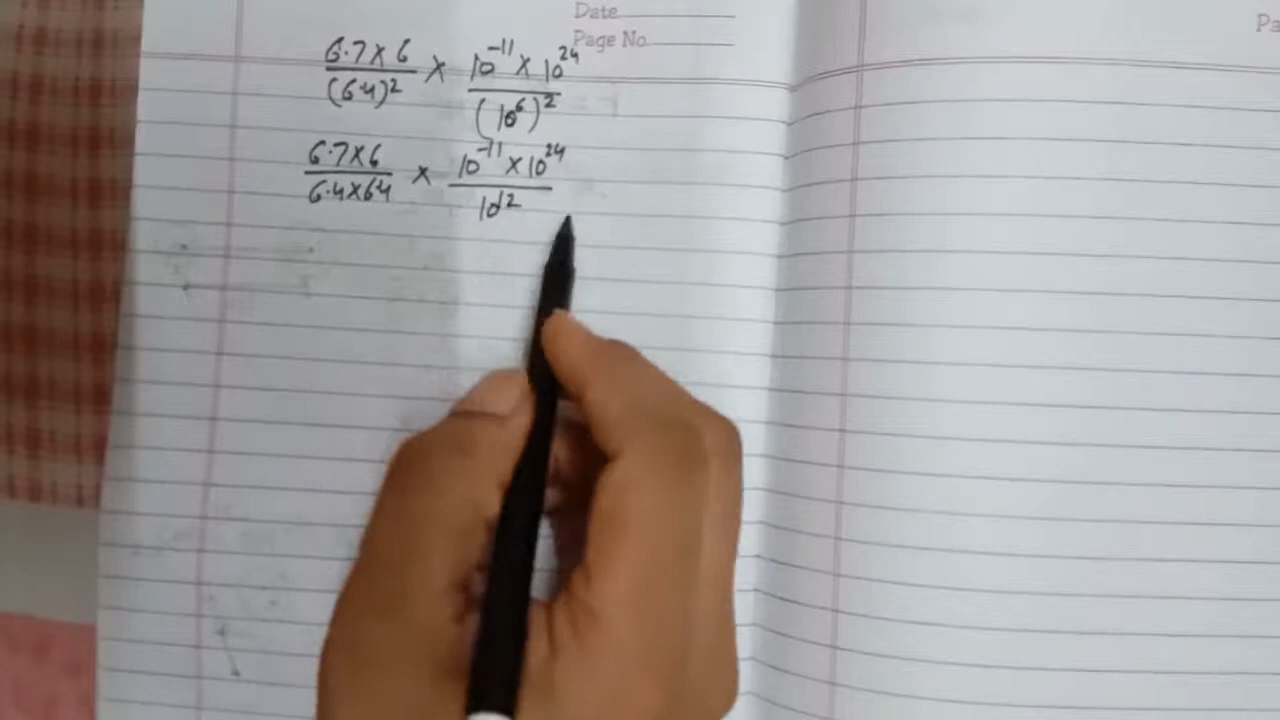 Date
Page No.
Pa
6.7×6/(6.4)² × 10⁻¹¹×10²⁴/(10⁶)²
6.7×6/6.4×64 × 10⁻¹¹×10²⁴/10¹²